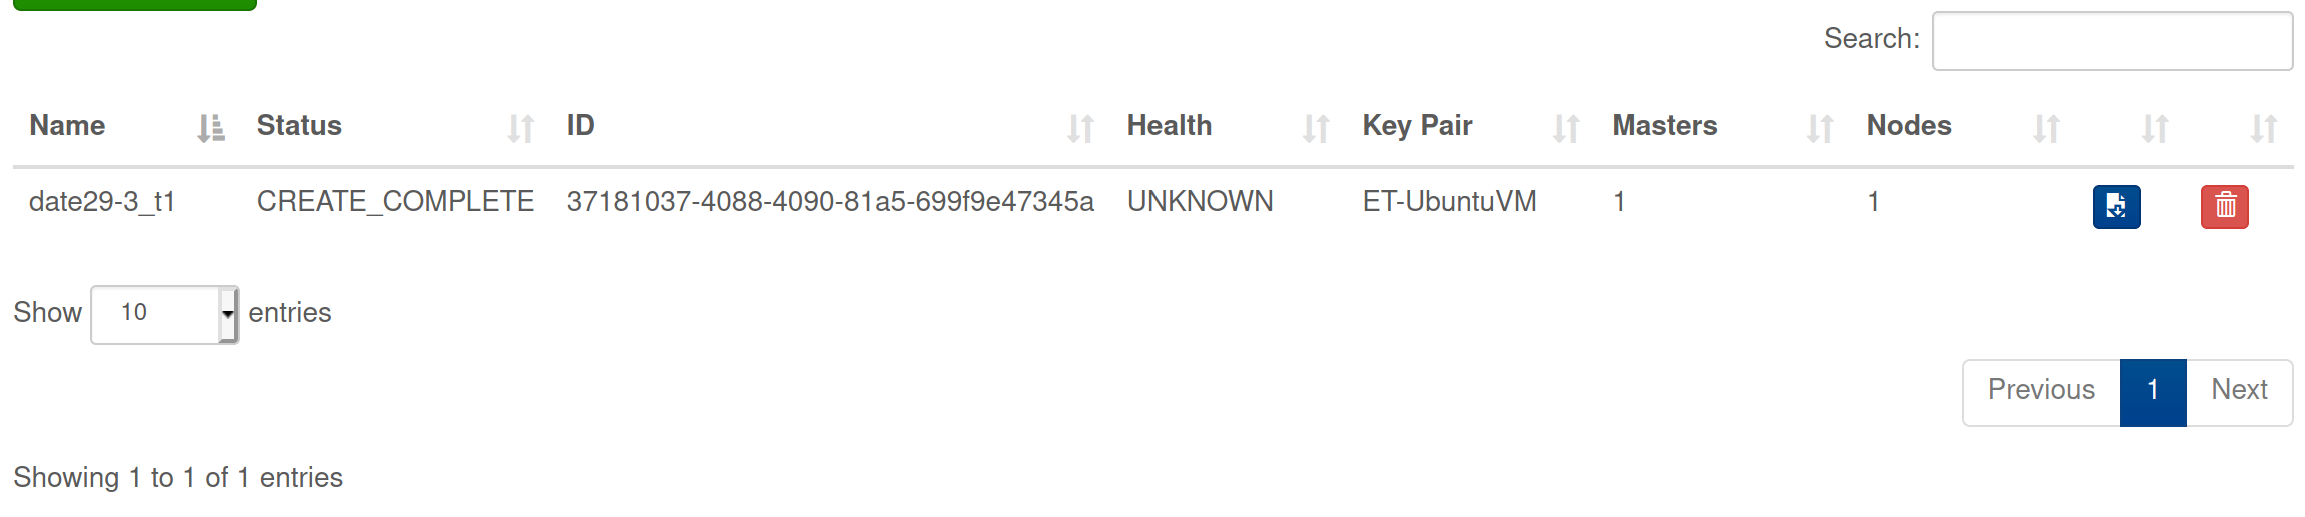 Search:
Name Status ID Health Key Pair Masters Nodes
date29-3_t1 CREATE_COMPLETE 37181037-4088-4090-81a5-699f9e47345a UNKNOWN ET-UbuntuVM 1 1
Show 10 entries
Previous 1 Next
Showing 1 to 1 of 1 entries